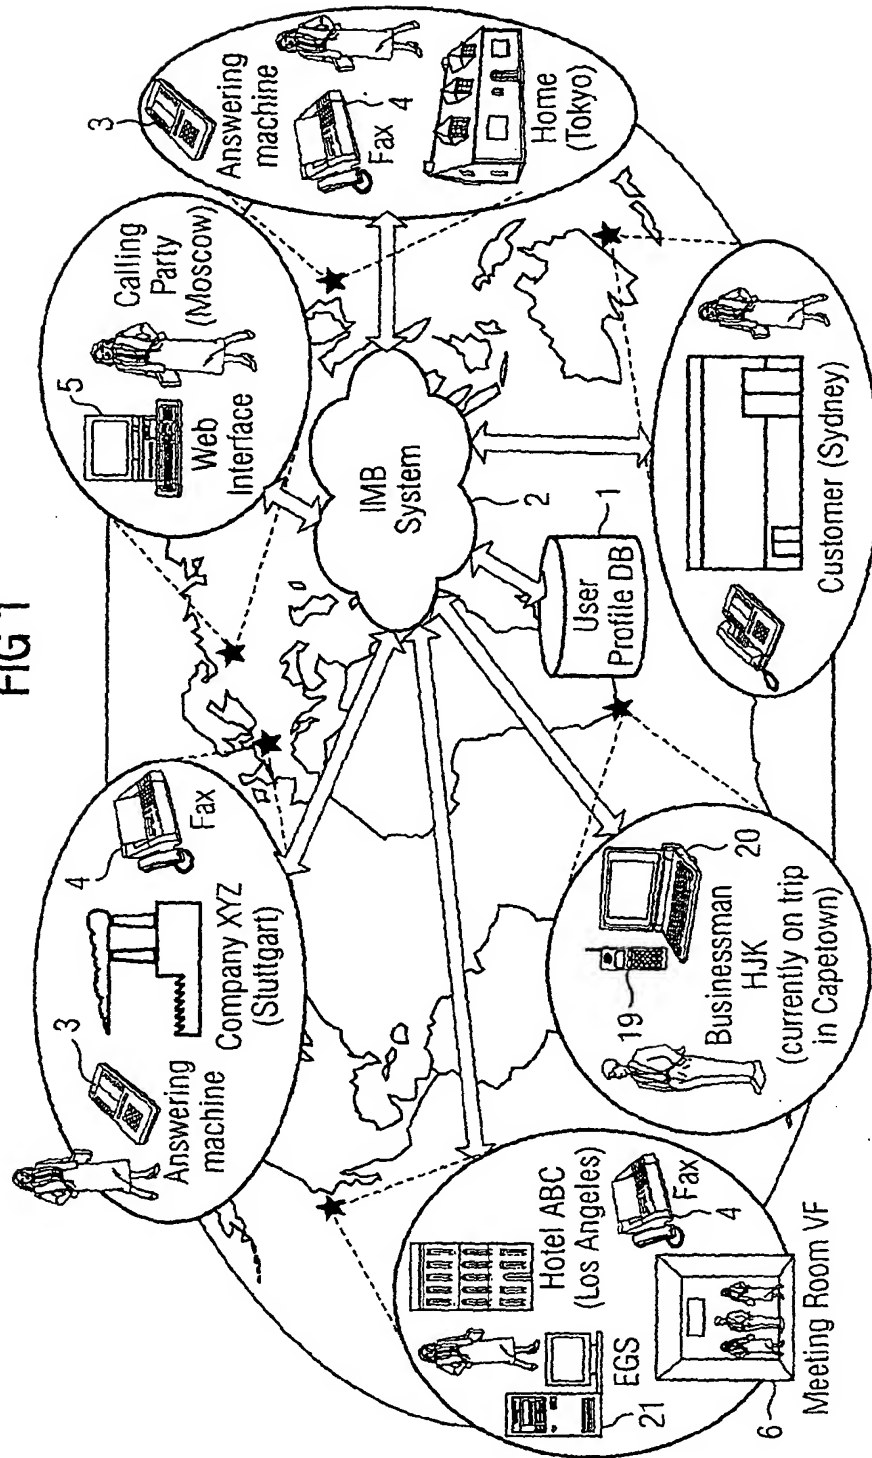 FIG 1
3
Answering
machine
4
Company XYZ
(Stuttgart)
Fax
5
Web
Interface
Calling
Party
(Moscow)
3
Answering
machine
Fax
4
Home
(Tokyo)
IMB
System
2
1
User
Profile DB
Hotel ABC
(Los Angeles)
EGS
21
Fax
4
6
Meeting Room VF
19
20
Businessman
HJK
(currently on trip
in Capetown)
Customer (Sydney)